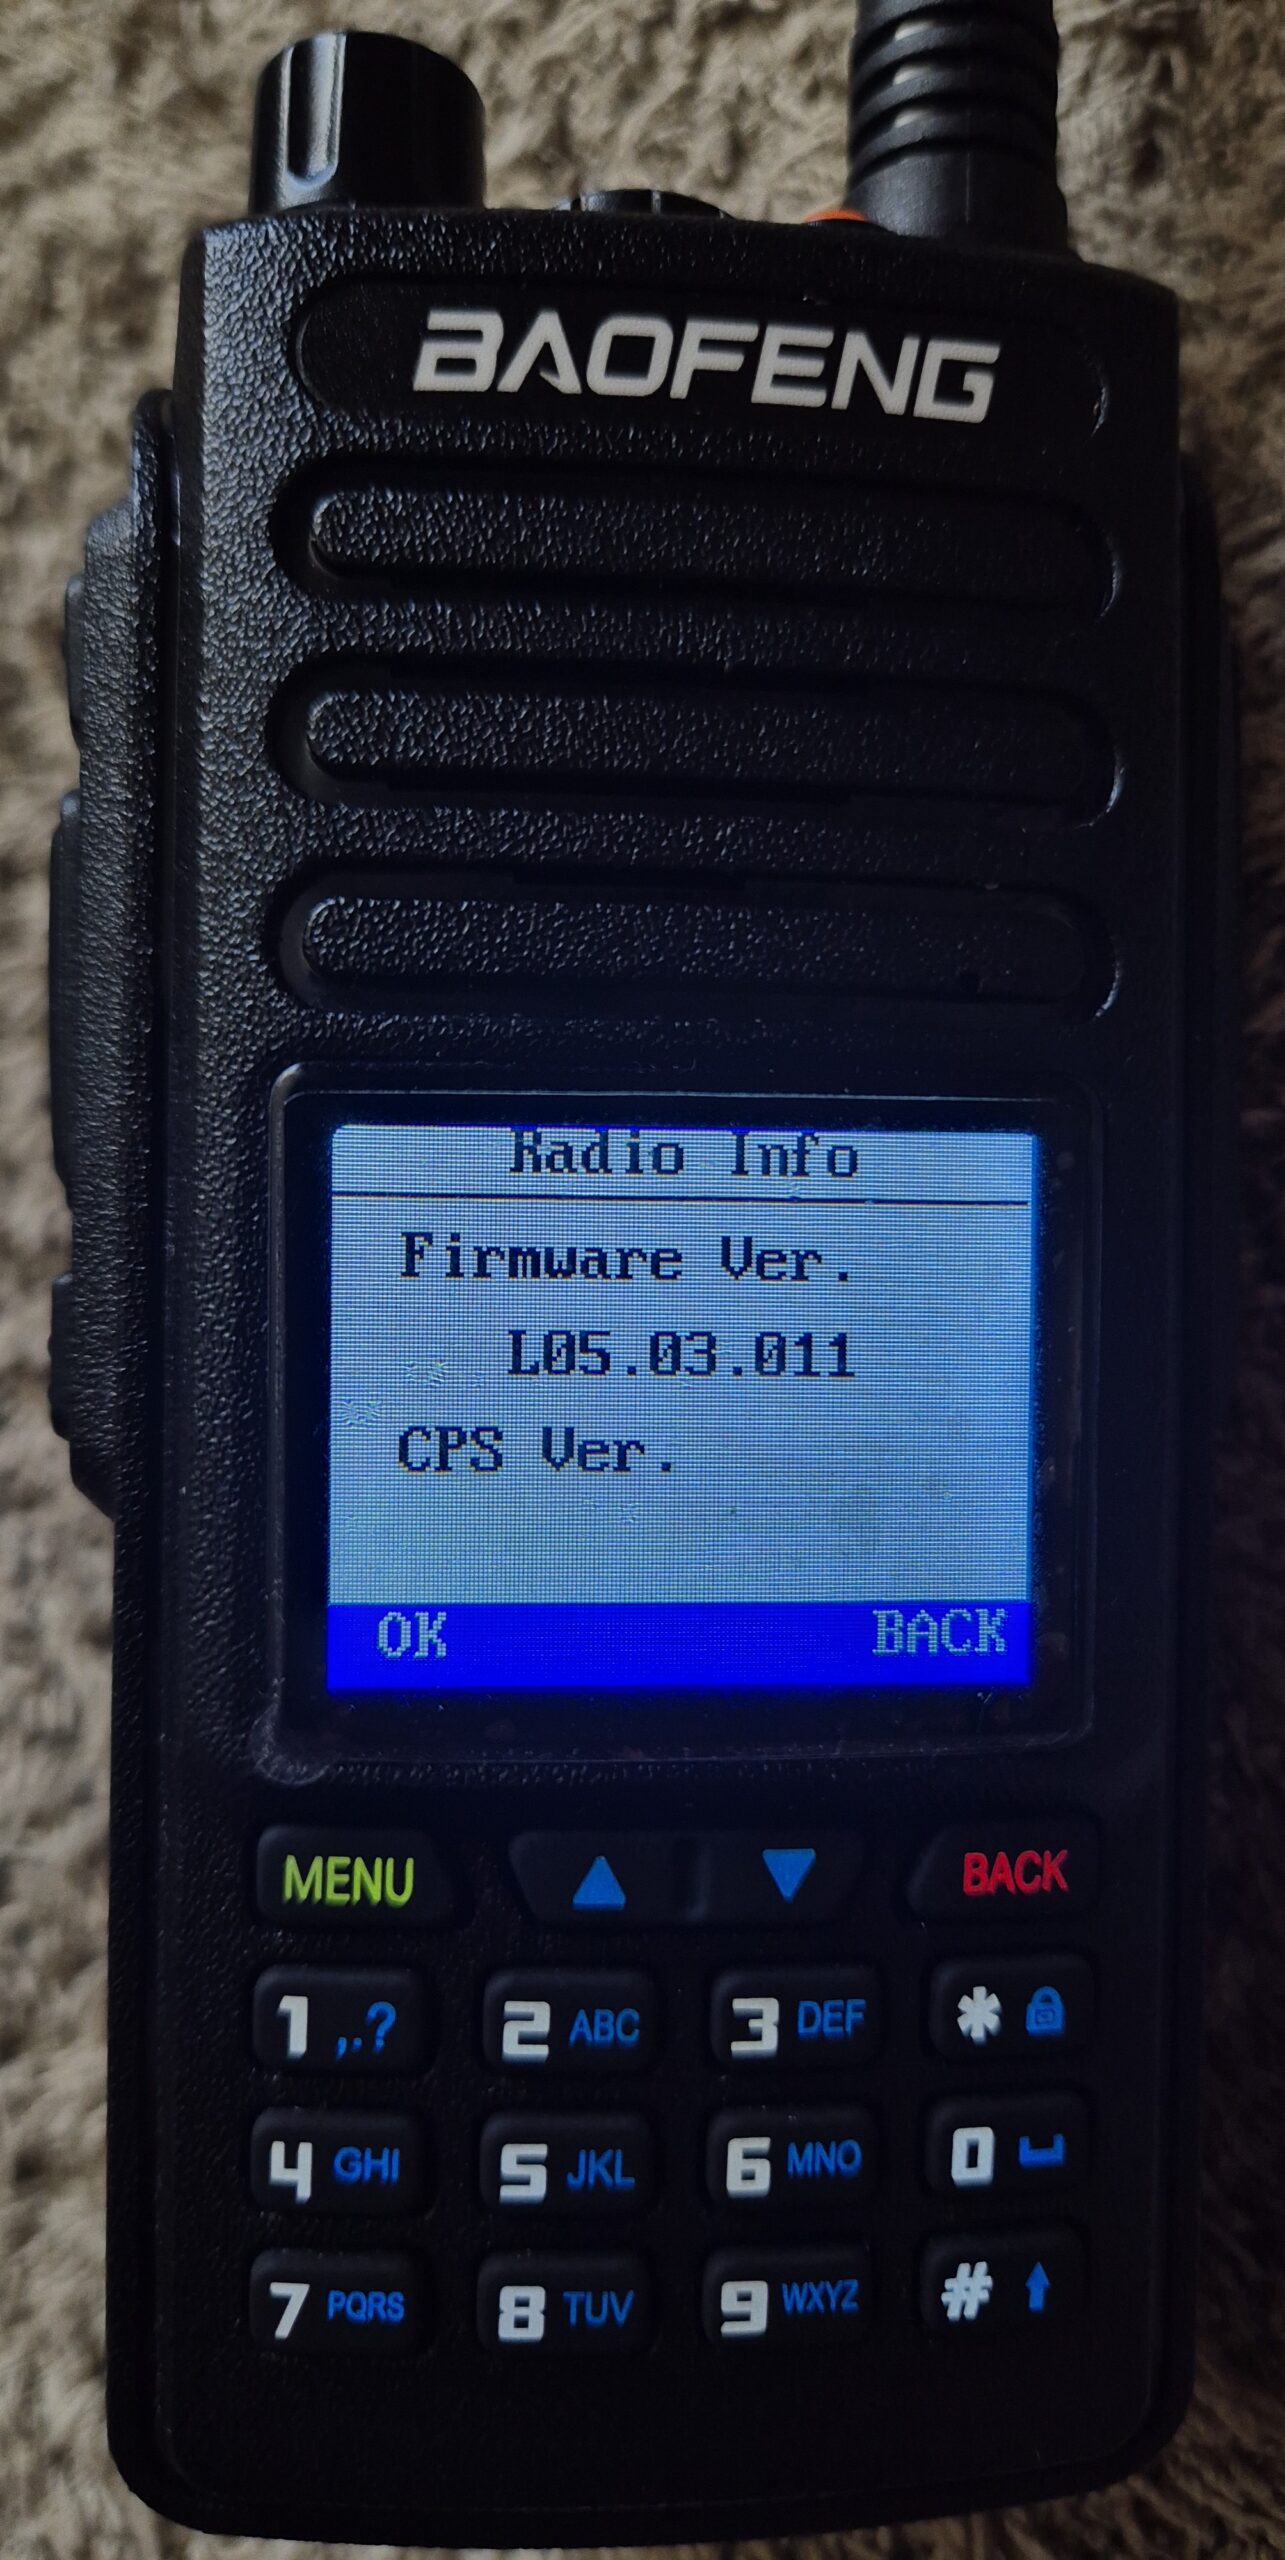 BAOFENG
Radio Info
Firmware Ver.
L05.03.011
CPS Ver.
OK BACK
MENU BACK
1 ,.? 2 ABC 3 DEF *
4 GHI 5 JKL 6 MNO 0
7 PQRS 8 TUV 9 WXYZ #